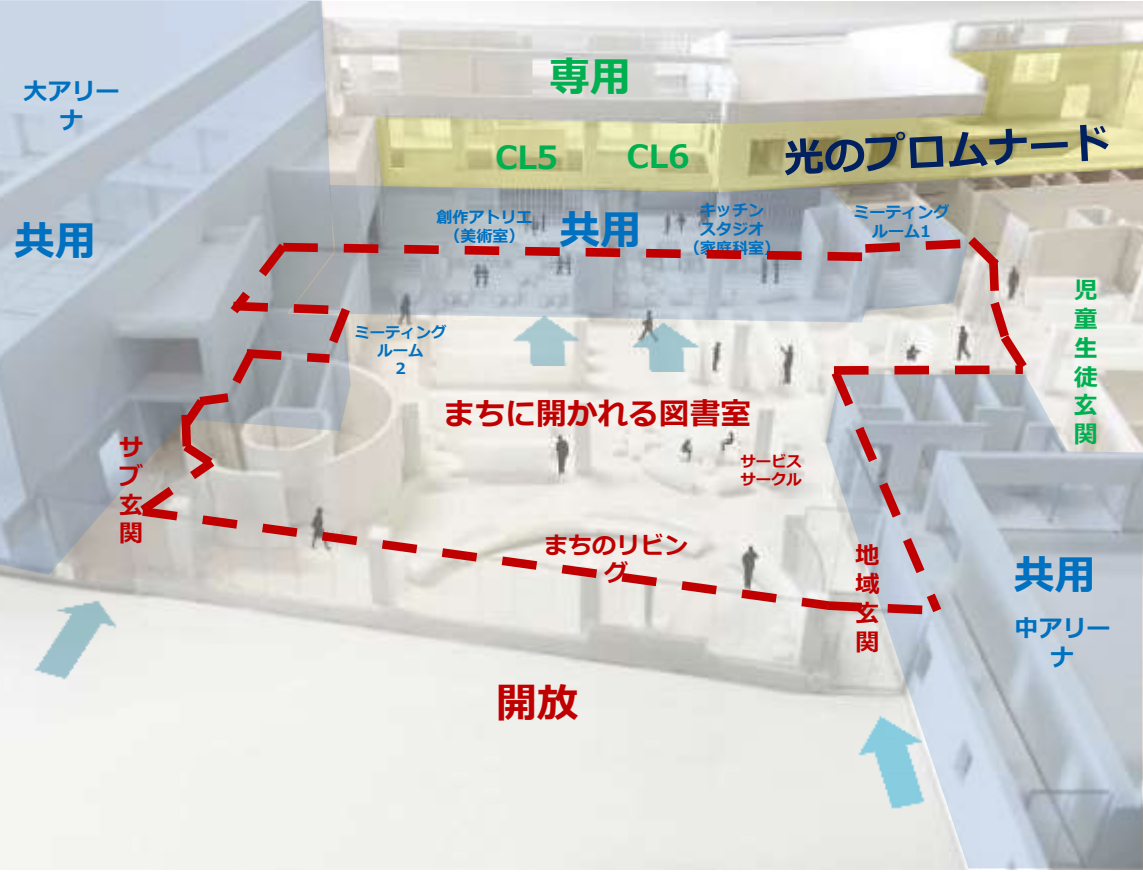 専用
大アリー
ナ
CL5
CL6
光のプロムナード
共用
創作アトリエ
（美術室）
共用
キッチン
スタジオ
（家庭科室）
ミーティング
ルーム1
児
童
生
徒
玄
関
ミーティング
ルーム
2
まちに開かれる図書室
サ
ブ
玄
関
サービス
サークル
まちのリビン
グ
地
域
玄
関
共用
中アリー
ナ
開放